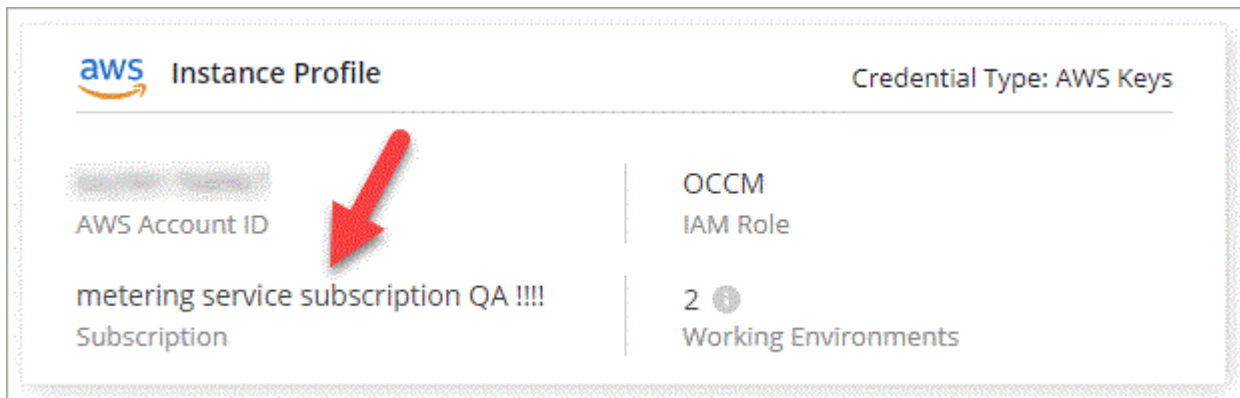 aws Instance Profile
Credential Type: AWS Keys
AWS Account ID
OCCM
IAM Role
metering service subscription QA !!!!
Subscription
2
Working Environments